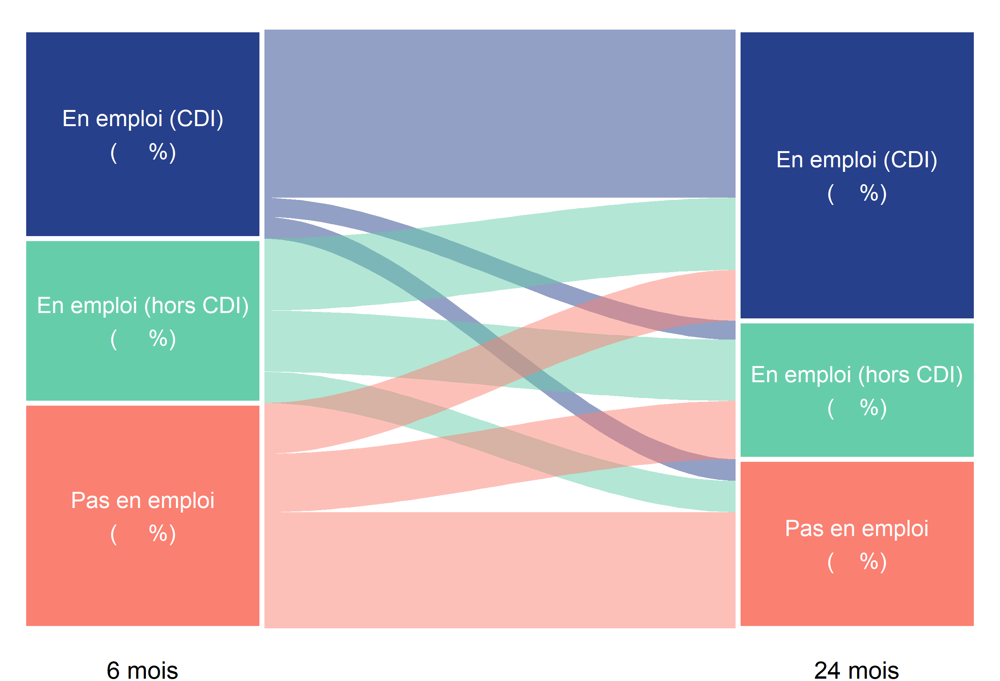 En emploi (CDI)
( %)
En emploi (hors CDI)
( %)
Pas en emploi
( %)
6 mois
En emploi (CDI)
( %)
En emploi (hors CDI)
( %)
Pas en emploi
( %)
24 mois